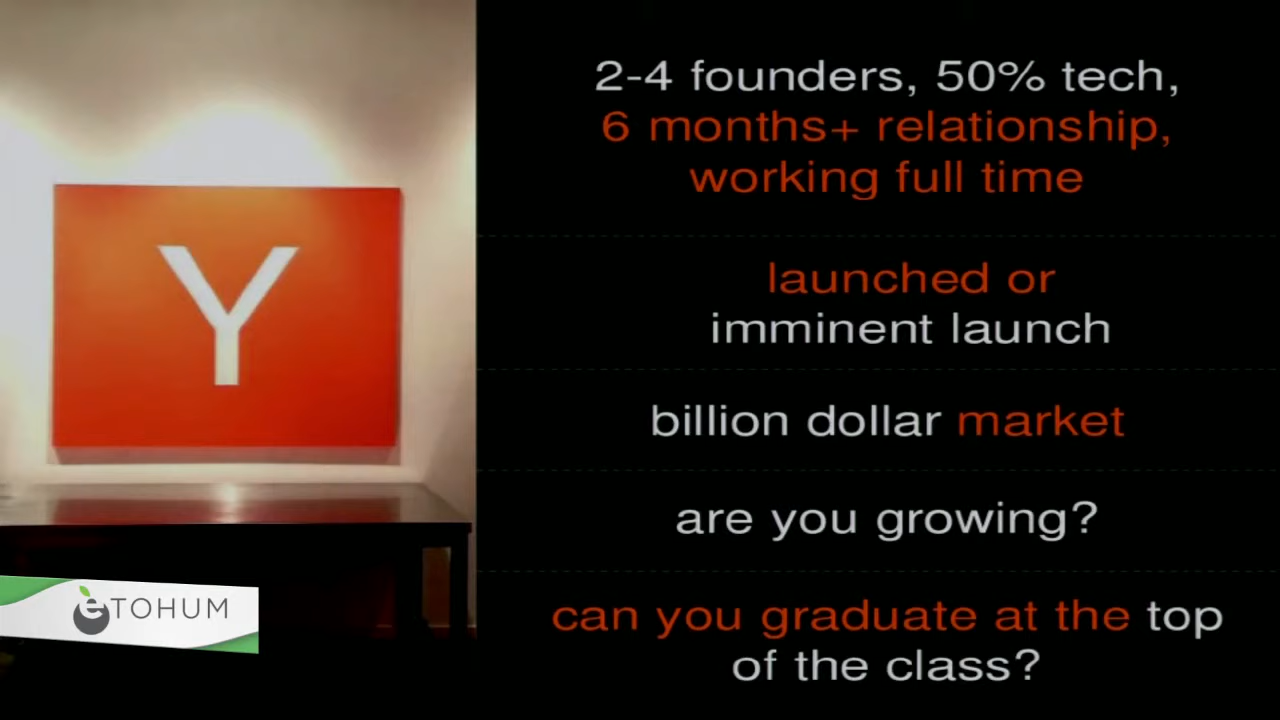 Y
2-4 founders, 50% tech,
6 months+ relationship,
working full time
launched or
imminent launch
billion dollar market
are you growing?
can you graduate at the top
of the class?
eTOHUM